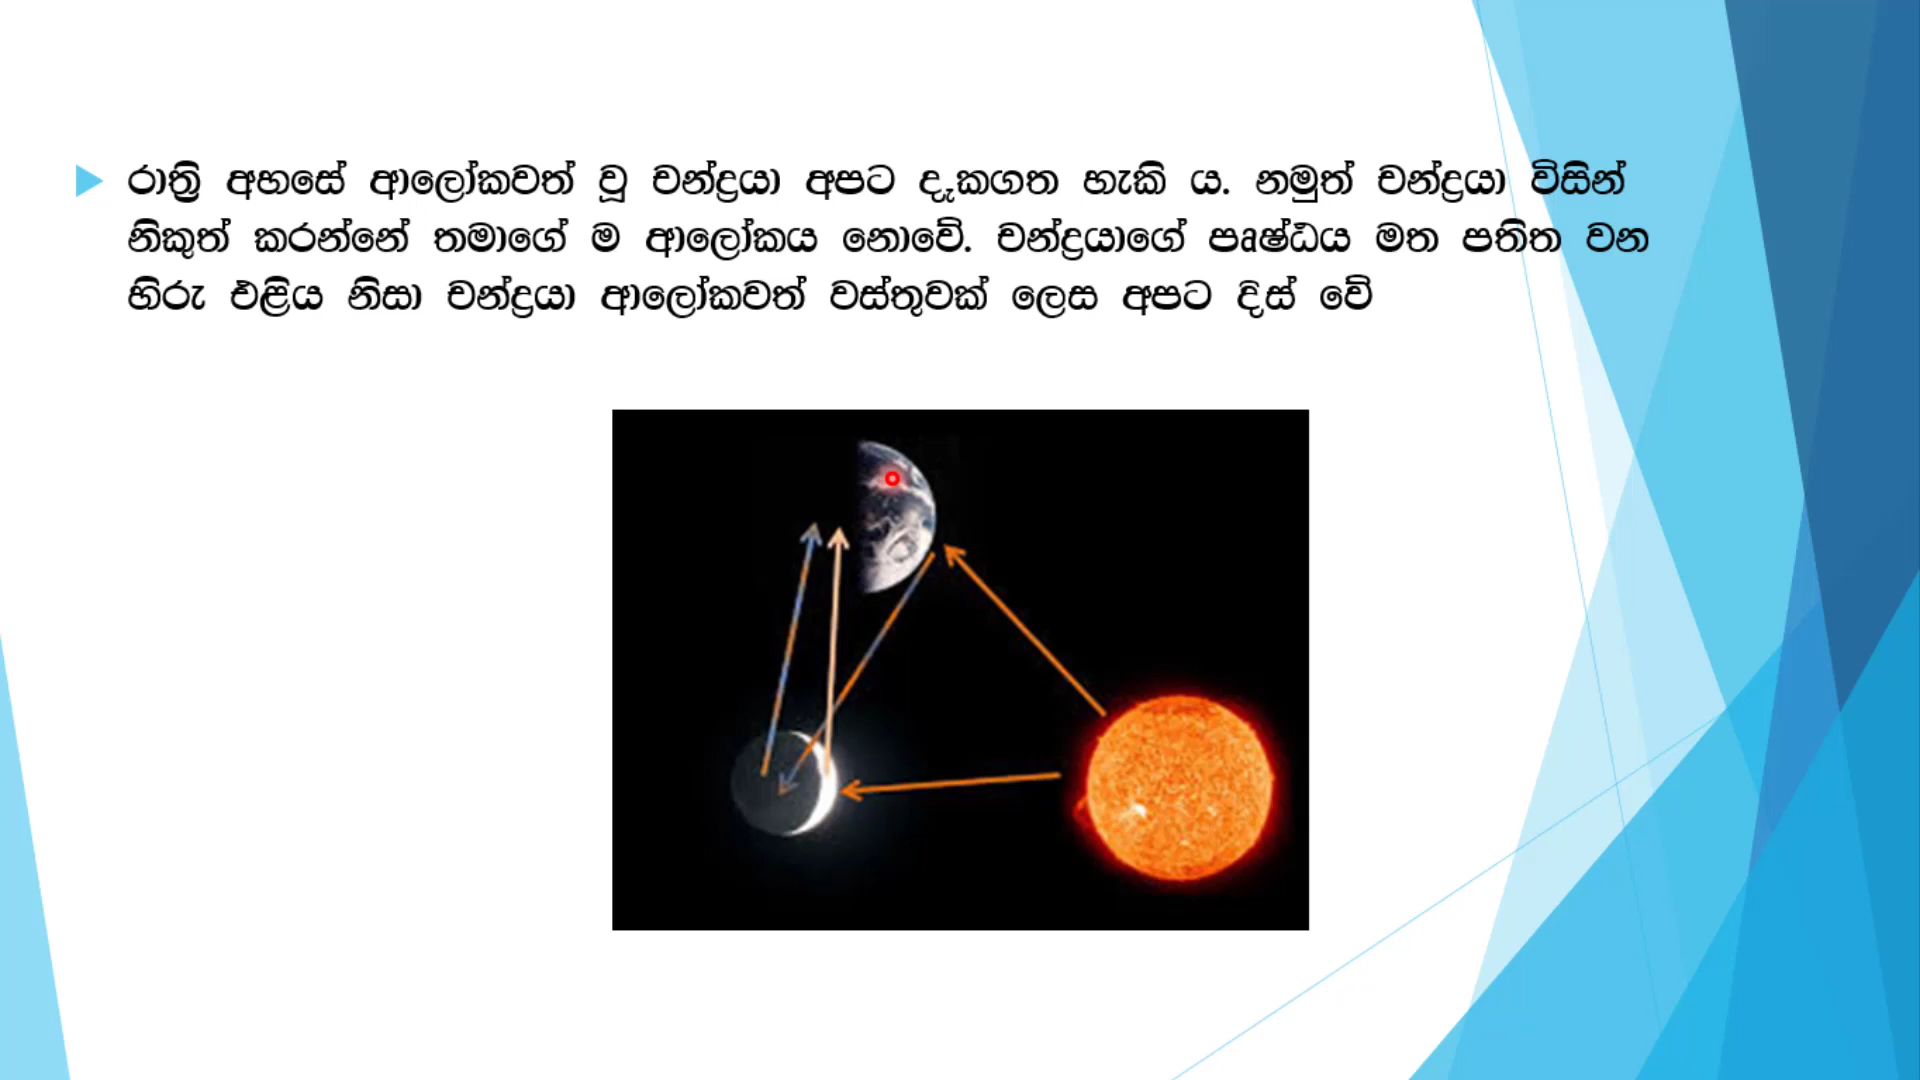 රාත්‍රි අහසේ ආලෝකවත් වූ චන්ද්‍රයා අපට දැකගත හැකි ය. නමුත් චන්ද්‍රයා විසින්
නිකුත් කරන්නේ තමාගේ ම ආලෝකය නොවේ. චන්ද්‍රයාගේ පෘෂ්ඨය මත පතිත වන
හිරු එළිය නිසා චන්ද්‍රයා ආලෝකවත් වස්තුවක් ලෙස අපට දිස් වේ